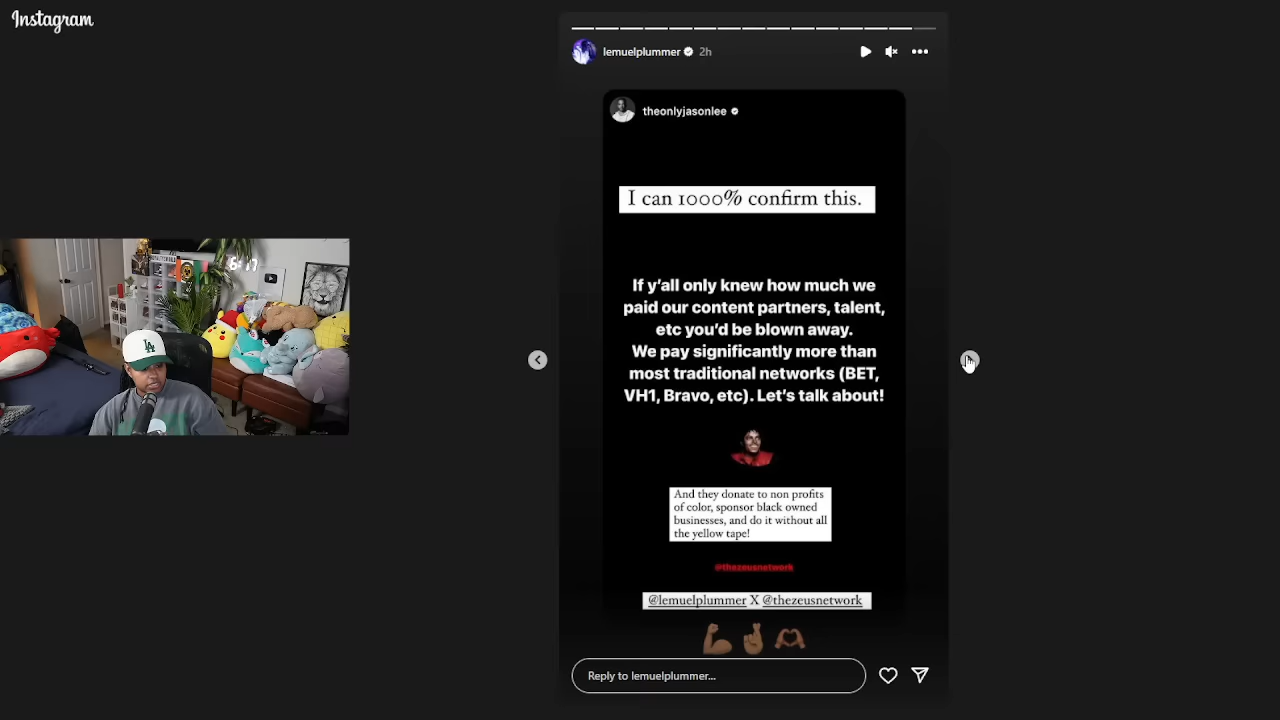 Instagram
lemuelplummer 2h
theonlyjasonlee
I can 1000% confirm this.
If y'all only knew how much we
paid our content partners, talent,
etc you'd be blown away.
We pay significantly more than
most traditional networks (BET,
VH1, Bravo, etc). Let's talk about!
And they donate to non profits
of color, sponsor black owned
businesses, and do it without all
the yellow tape!
@thezeusnetwork
@lemuelplummer X @thezeusnetwork
Reply to lemuelplummer...
LA